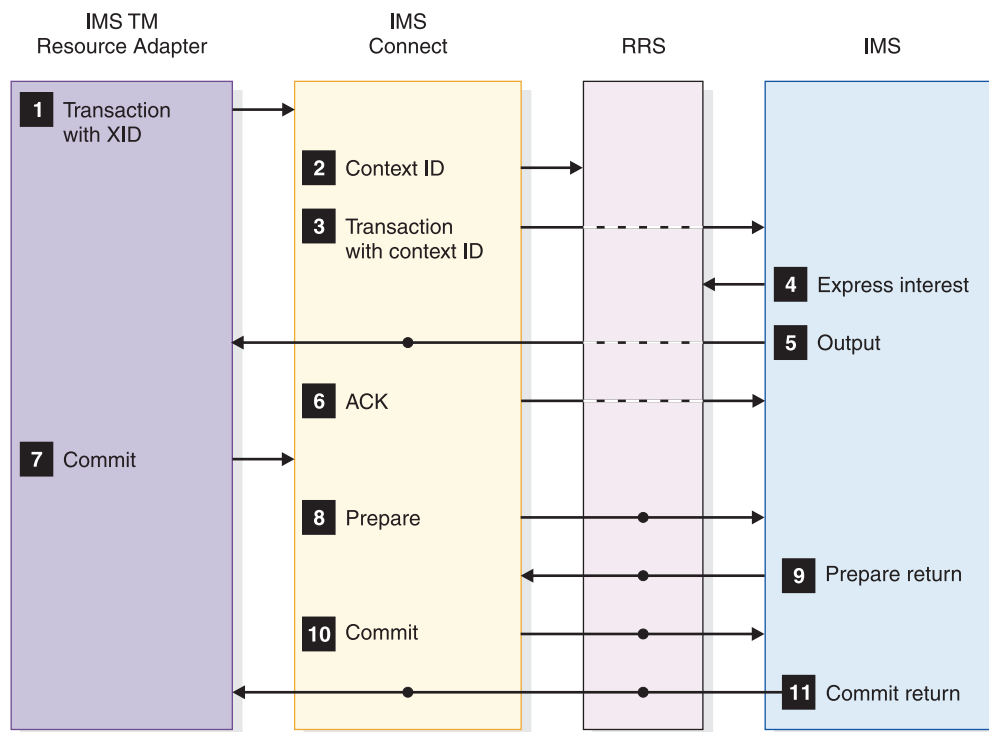 IMS TM
Resource Adapter
IMS
Connect
RRS
IMS
1 Transaction
with XID
2 Context ID
3 Transaction
with context ID
4 Express interest
5 Output
6 ACK
7 Commit
8 Prepare
9 Prepare return
10 Commit
11 Commit return